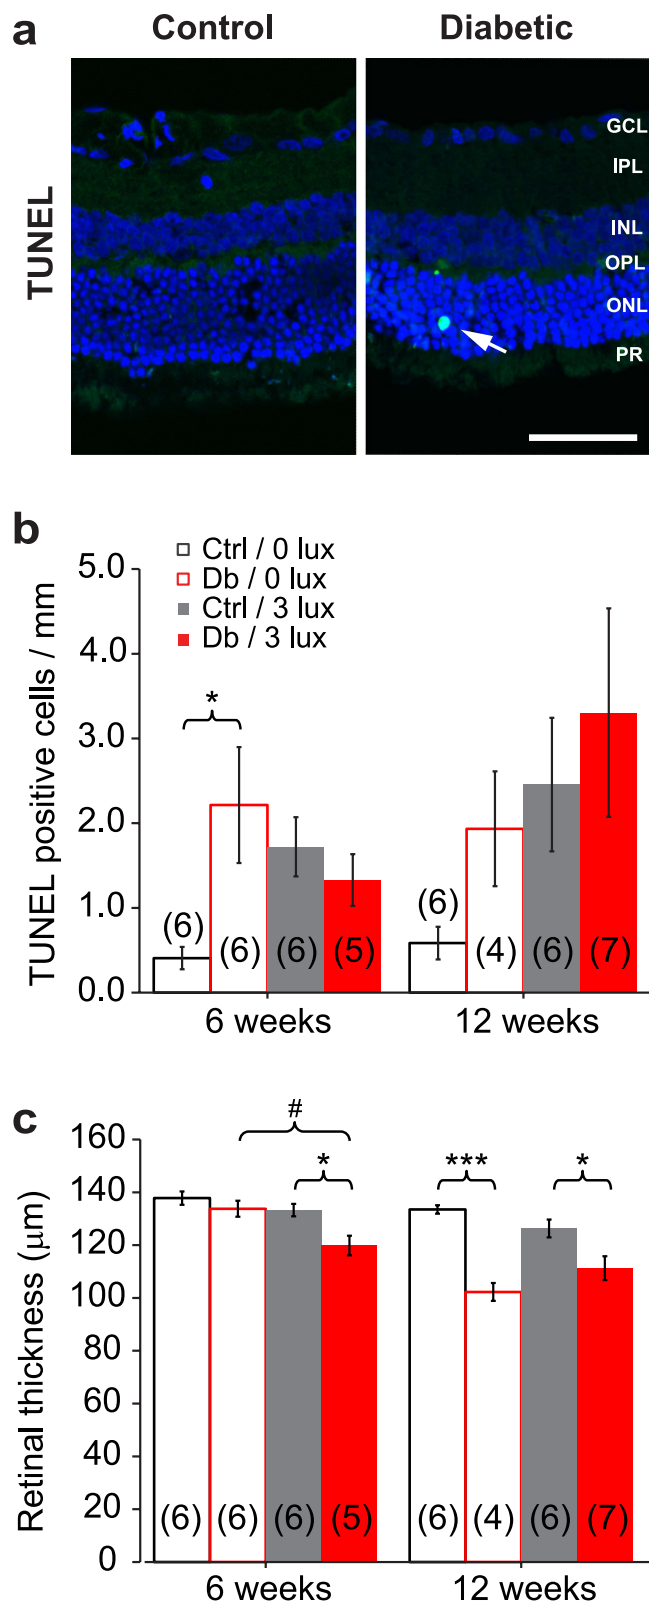 a
Control Diabetic
TUNEL
GCL
IPL
INL
OPL
ONL
PR
b
Ctrl / 0 lux
Db / 0 lux
Ctrl / 3 lux
Db / 3 lux
TUNEL positive cells / mm
5.0
4.0
3.0
2.0
1.0
0.0
*
(6) (6) (6) (5) (6) (4) (6) (7)
6 weeks 12 weeks
c
Retinal thickness (μm)
160
140
120
100
80
60
40
20
0
#
* *** *
(6) (6) (6) (5) (6) (4) (6) (7)
6 weeks 12 weeks